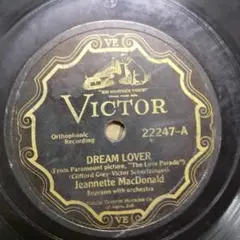 VE
"HIS MASTER'S VOICE"
VICTOR
Orthophonic
Recording
22247-A
DREAM LOVER
(From Paramount picture, "The Love Parade")
(Clifford Grey-Victor Schertzinger)
Jeannette MacDonald
Soprano with orchestra
VE